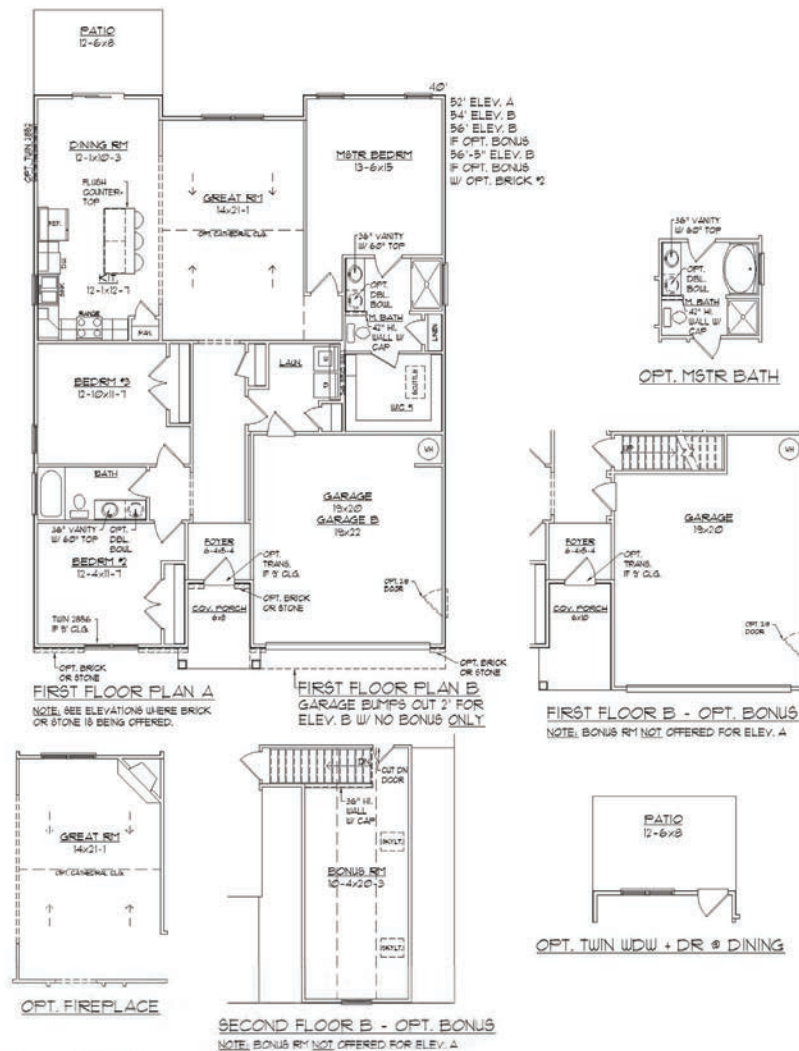 PATIO
12-6x8
40'
52' ELEV. A
54' ELEV. B
56' ELEV. B
IF OPT. BONUS
56'-5" ELEV. B
IF OPT. BONUS
W/ OPT. BRICK #2
OPT. TWIN 2852
DINING RM
12-1x10-3
MSTR BEDRM
13-6x15
FLUSH
COUNTER-
TOP
GREAT RM
14x21-1
OPT. CATHEDRAL CLG.
REF.
DW
KIT.
12-1x12-7
RANGE
PAN.
36" VANITY
W/ 60" TOP
OPT.
DBL.
BOWL
M. BATH
42" HI.
WALL W/
CAP
LINEN
BEDRM #3
12-10x11-7
LAUN.
SCUTTLE
BATH
36" VANITY
W/ 60" TOP
OPT.
DBL.
BOWL
WH
GARAGE
19x20
GARAGE B
19x22
BEDRM #2
12-4x11-7
FOYER
6-4x5-4
OPT.
TRANS.
IF 9' CLG.
TWIN 2856
IF 9' CLG.
OPT. BRICK
OR STONE
COV. PORCH
6x8
DOOR
OPT. BRICK
OR STONE
OPT. BRICK
OR STONE
FIRST FLOOR PLAN A
NOTE: SEE ELEVATIONS WHERE BRICK
OR STONE IS BEING OFFERED.
FIRST FLOOR PLAN B
GARAGE BUMPS OUT 2' FOR
ELEV. B W/ NO BONUS ONLY
36" VANITY
W/ 60" TOP
OPT.
DBL.
BOWL
M. BATH
42" HI.
WALL W/
CAP
OPT. MSTR BATH
UP
WH
GARAGE
19x20
FOYER
6-4x5-4
OPT.
TRANS.
IF 9' CLG.
COV. PORCH
6x10
DOOR
FIRST FLOOR B - OPT. BONUS
NOTE: BONUS RM NOT OFFERED FOR ELEV. A
GREAT RM
14x21-1
OPT. CATHEDRAL CLG.
OPT. FIREPLACE
DN
CUT DN
DOOR
36" HI.
WALL
W/ CAP
SKYLT.
BONUS RM
10-4x20-3
SKYLT.
SECOND FLOOR B - OPT. BONUS
NOTE: BONUS RM NOT OFFERED FOR ELEV. A
PATIO
12-6x8
OPT. TWIN WDW + DR @ DINING